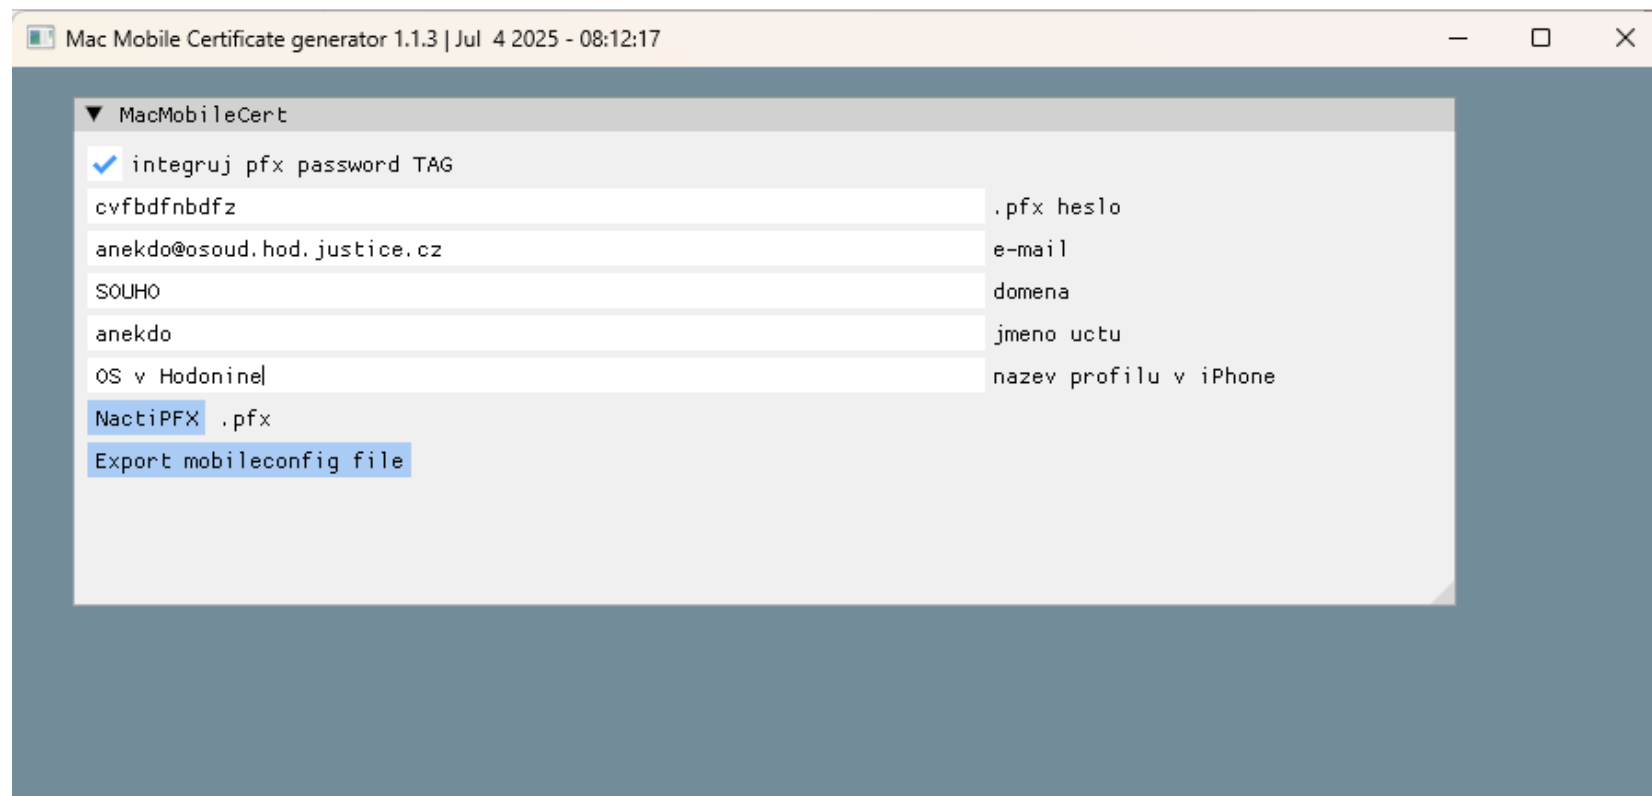 Mac Mobile Certificate generator 1.1.3 | Jul  4 2025 - 08:12:17
MacMobileCert
integruj pfx password TAG
cvfbdfnbdfz .pfx heslo
anekdo@osoud.hod.justice.cz e-mail
SOUHO domena
anekdo jmeno uctu
OS v Hodonine nazev profilu v iPhone
NactiPFX .pfx
Export mobileconfig file